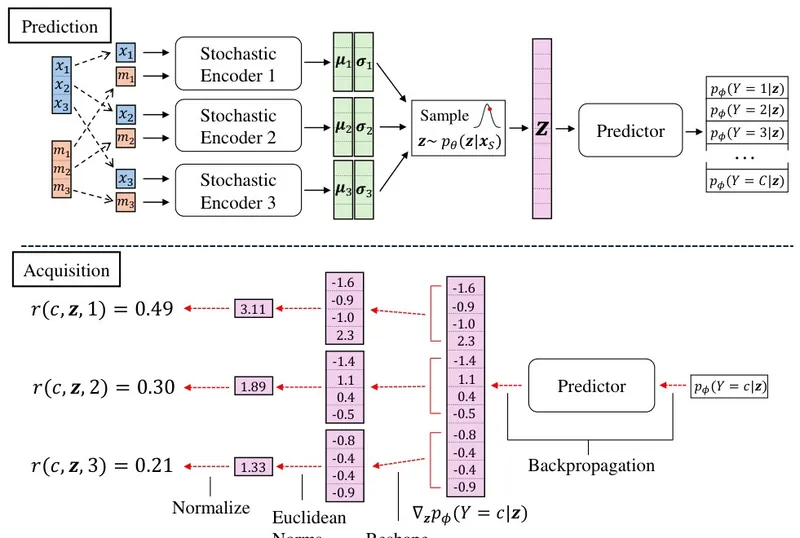 Prediction
x₁
x₂
x₃
m₁
m₂
m₃
x₁
m₁
x₂
m₂
x₃
m₃
Stochastic
Encoder 1
Stochastic
Encoder 2
Stochastic
Encoder 3
μ₁ σ₁
μ₂ σ₂
μ₃ σ₃
Sample
z~ pθ(z|xS)
z
Predictor
pϕ(Y = 1|z)
pϕ(Y = 2|z)
pϕ(Y = 3|z)
...
pϕ(Y = C|z)
Acquisition
r(c, z, 1) = 0.49
3.11
-1.6
-0.9
-1.0
2.3
r(c, z, 2) = 0.30
1.89
-1.4
1.1
0.4
-0.5
r(c, z, 3) = 0.21
1.33
-0.8
-0.4
-0.4
-0.9
-1.6
-0.9
-1.0
2.3
-1.4
1.1
0.4
-0.5
-0.8
-0.4
-0.4
-0.9
Predictor
pϕ(Y = c|z)
Backpropagation
Normalize
Euclidean
Norms
Reshape
∇zpϕ(Y = c|z)